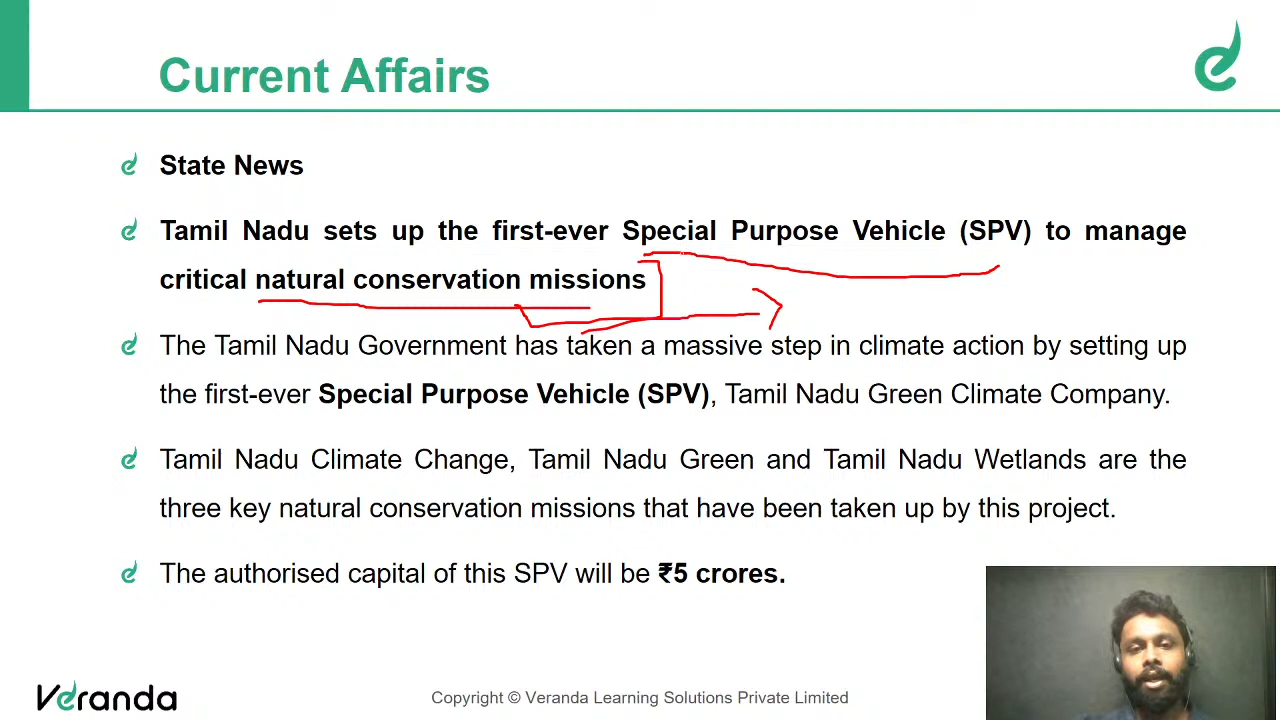 Current Affairs
State News
Tamil Nadu sets up the first-ever Special Purpose Vehicle (SPV) to manage
critical natural conservation missions
The Tamil Nadu Government has taken a massive step in climate action by setting up
the first-ever Special Purpose Vehicle (SPV), Tamil Nadu Green Climate Company.
Tamil Nadu Climate Change, Tamil Nadu Green and Tamil Nadu Wetlands are the
three key natural conservation missions that have been taken up by this project.
The authorised capital of this SPV will be ₹5 crores.
Veranda
Copyright © Veranda Learning Solutions Private Limited